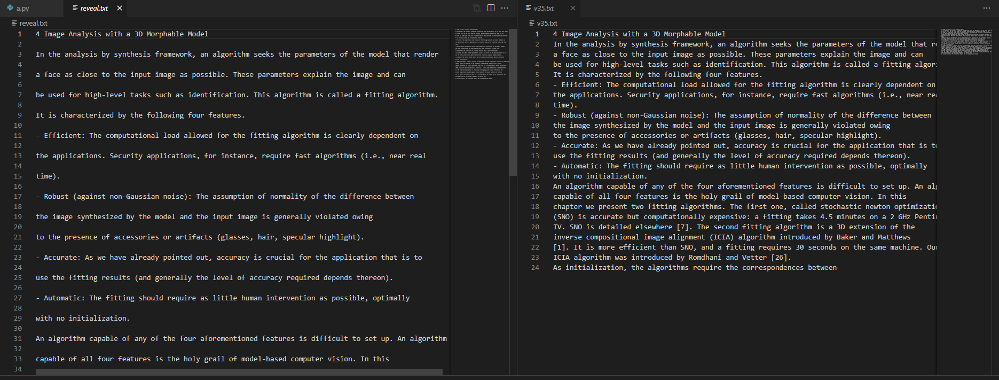 a.py
reveal.txt
reveal.txt
1 4 Image Analysis with a 3D Morphable Model
2
3 In the analysis by synthesis framework, an algorithm seeks the parameters of the model that render
4
5 a face as close to the input image as possible. These parameters explain the image and can
6
7 be used for high-level tasks such as identification. This algorithm is called a fitting algorithm.
8
9 It is characterized by the following four features.
10
11 - Efficient: The computational load allowed for the fitting algorithm is clearly dependent on
12
13 the applications. Security applications, for instance, require fast algorithms (i.e., near real
14
15 time).
16
17 - Robust (against non-Gaussian noise): The assumption of normality of the difference between
18
19 the image synthesized by the model and the input image is generally violated owing
20
21 to the presence of accessories or artifacts (glasses, hair, specular highlight).
22
23 - Accurate: As we have already pointed out, accuracy is crucial for the application that is to
24
25 use the fitting results (and generally the level of accuracy required depends thereon).
26
27 - Automatic: The fitting should require as little human intervention as possible, optimally
28
29 with no initialization.
30
31 An algorithm capable of any of the four aforementioned features is difficult to set up. An algorithm
32
33 capable of all four features is the holy grail of model-based computer vision. In this
34
v35.txt
v35.txt
1 4 Image Analysis with a 3D Morphable Model
2 In the analysis by synthesis framework, an algorithm seeks the parameters of the model that re
3 a face as close to the input image as possible. These parameters explain the image and can
4 be used for high-level tasks such as identification. This algorithm is called a fitting algori
5 It is characterized by the following four features.
6 - Efficient: The computational load allowed for the fitting algorithm is clearly dependent on
7 the applications. Security applications, for instance, require fast algorithms (i.e., near rea
8 time).
9 - Robust (against non-Gaussian noise): The assumption of normality of the difference between
10 the image synthesized by the model and the input image is generally violated owing
11 to the presence of accessories or artifacts (glasses, hair, specular highlight).
12 - Accurate: As we have already pointed out, accuracy is crucial for the application that is to
13 use the fitting results (and generally the level of accuracy required depends thereon).
14 - Automatic: The fitting should require as little human intervention as possible, optimally
15 with no initialization.
16 An algorithm capable of any of the four aforementioned features is difficult to set up. An alg
17 capable of all four features is the holy grail of model-based computer vision. In this
18 chapter we present two fitting algorithms. The first one, called stochastic newton optimizatio
19 (SNO) is accurate but computationally expensive: a fitting takes 4.5 minutes on a 2 GHz Penti
20 IV. SNO is detailed elsewhere [7]. The second fitting algorithm is a 3D extension of the
21 inverse compositional image alignment (ICIA) algorithm introduced by Baker and Matthews
22 [1]. It is more efficient than SNO, and a fitting requires 30 seconds on the same machine. Our
23 ICIA algorithm was introduced by Romdhani and Vetter [26].
24 As initialization, the algorithms require the correspondences between